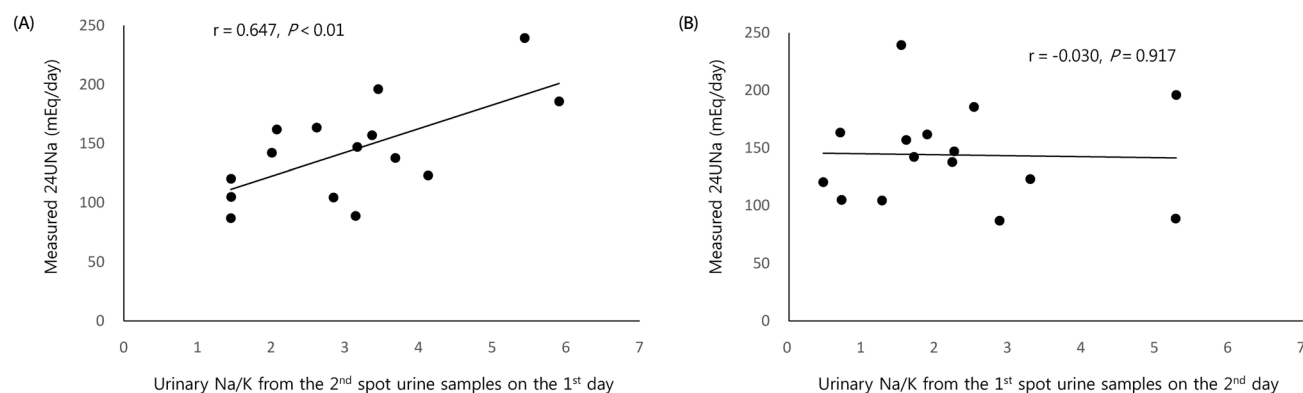 (A)
r = 0.647, P < 0.01
Measured 24UNa (mEq/day)
250
200
150
100
50
0
0 1 2 3 4 5 6 7
Urinary Na/K from the 2nd spot urine samples on the 1st day
(B)
r = -0.030, P = 0.917
Measured 24UNa (mEq/day)
250
200
150
100
50
0
0 1 2 3 4 5 6 7
Urinary Na/K from the 1st spot urine samples on the 2nd day